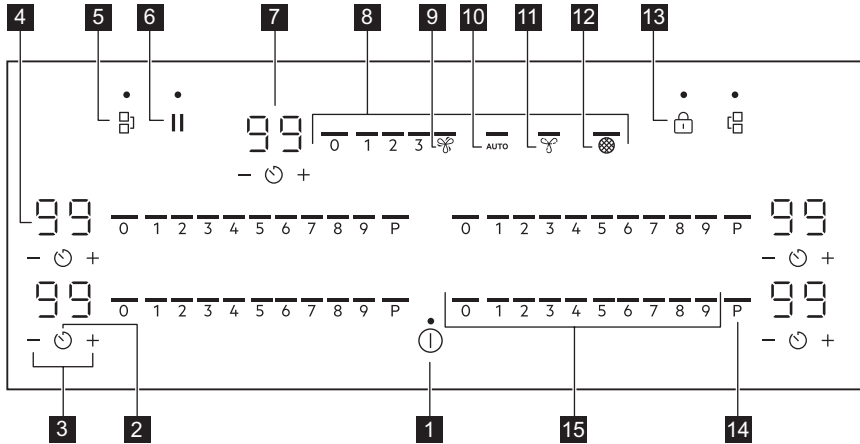 4 5 6 7 8 9 10 11 12 13
99 0 1 2 3 AUTO
− +
99 0 1 2 3 4 5 6 7 8 9 P 0 1 2 3 4 5 6 7 8 9 P 99
− + − +
99 0 1 2 3 4 5 6 7 8 9 P 0 1 2 3 4 5 6 7 8 9 P 99
− + − +
3 2 1 15 14